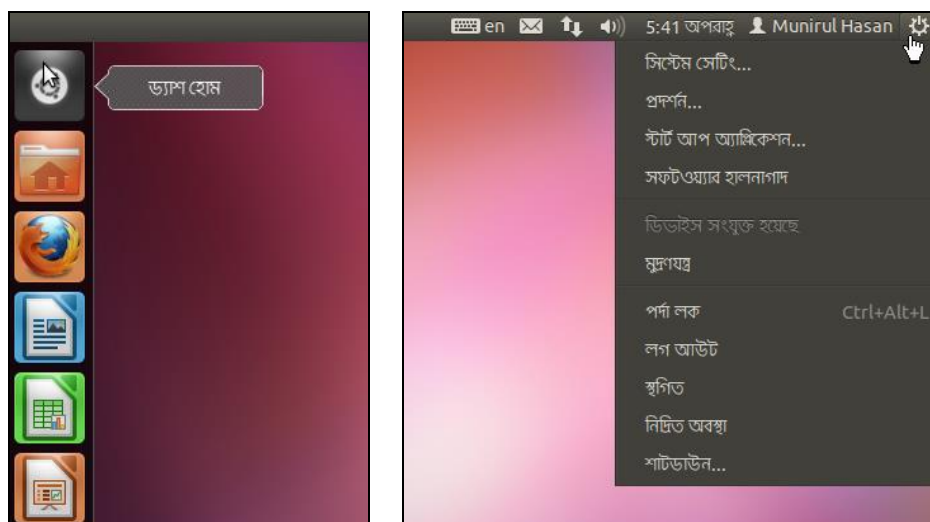 ড্যাশ হোম
en 5:41 অপরাহ্ণ Munirul Hasan
সিস্টেম সেটিং...
প্রদর্শন...
স্টার্ট আপ অ্যাপ্লিকেশন...
সফটওয়্যার হালনাগাদ
ডিভাইস সংযুক্ত হয়েছে
মুদ্রণযন্ত্র
পর্দা লক Ctrl+Alt+L
লগ আউট
স্থগিত
নিদ্রিত অবস্থা
শাটডাউন...